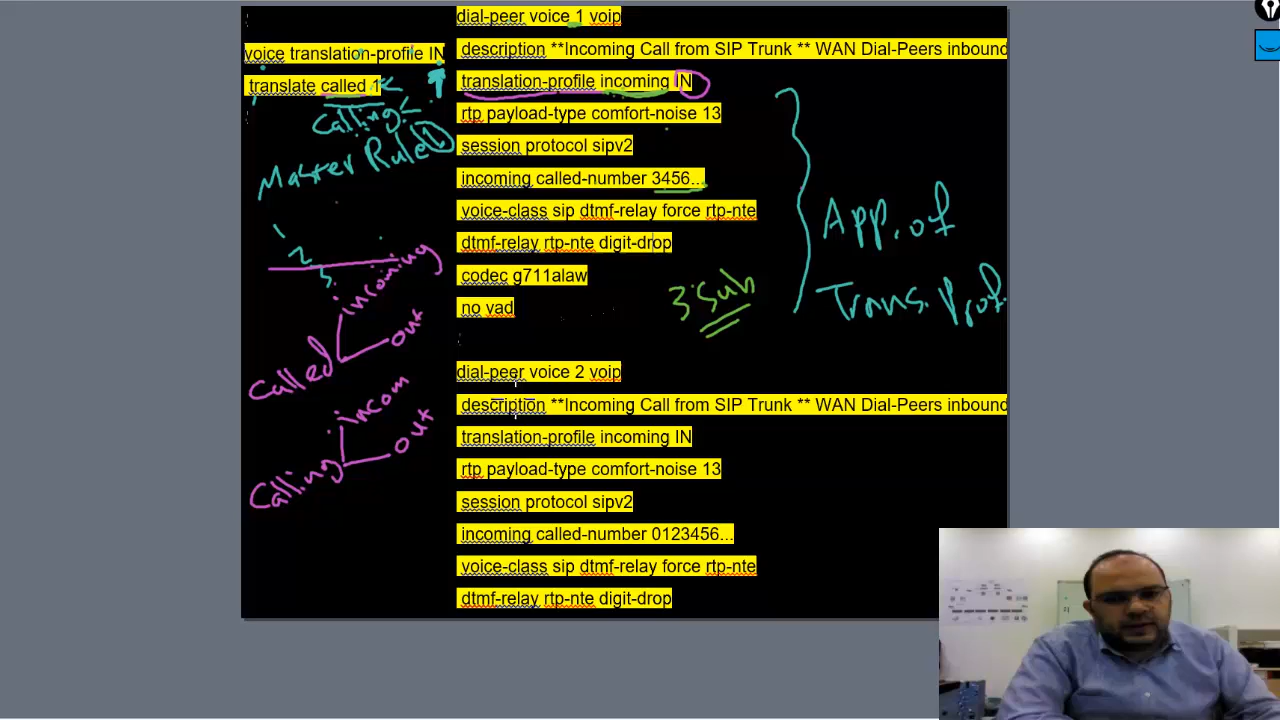 voice translation-profile IN
translate called 1
Calling
Master Rule 1
1
2
3
incoming
Called
out
incom
Calling
out
dial-peer voice 1 voip
description **Incoming Call from SIP Trunk ** WAN Dial-Peers inbound
translation-profile incoming IN
rtp payload-type comfort-noise 13
session protocol sipv2
incoming called-number 3456...
voice-class sip dtmf-relay force rtp-nte
dtmf-relay rtp-nte digit-drop
codec g711alaw
no vad
3 Sub
App. of
Trans. Prof.
dial-peer voice 2 voip
description **Incoming Call from SIP Trunk ** WAN Dial-Peers inbound
translation-profile incoming IN
rtp payload-type comfort-noise 13
session protocol sipv2
incoming called-number 0123456...
voice-class sip dtmf-relay force rtp-nte
dtmf-relay rtp-nte digit-drop